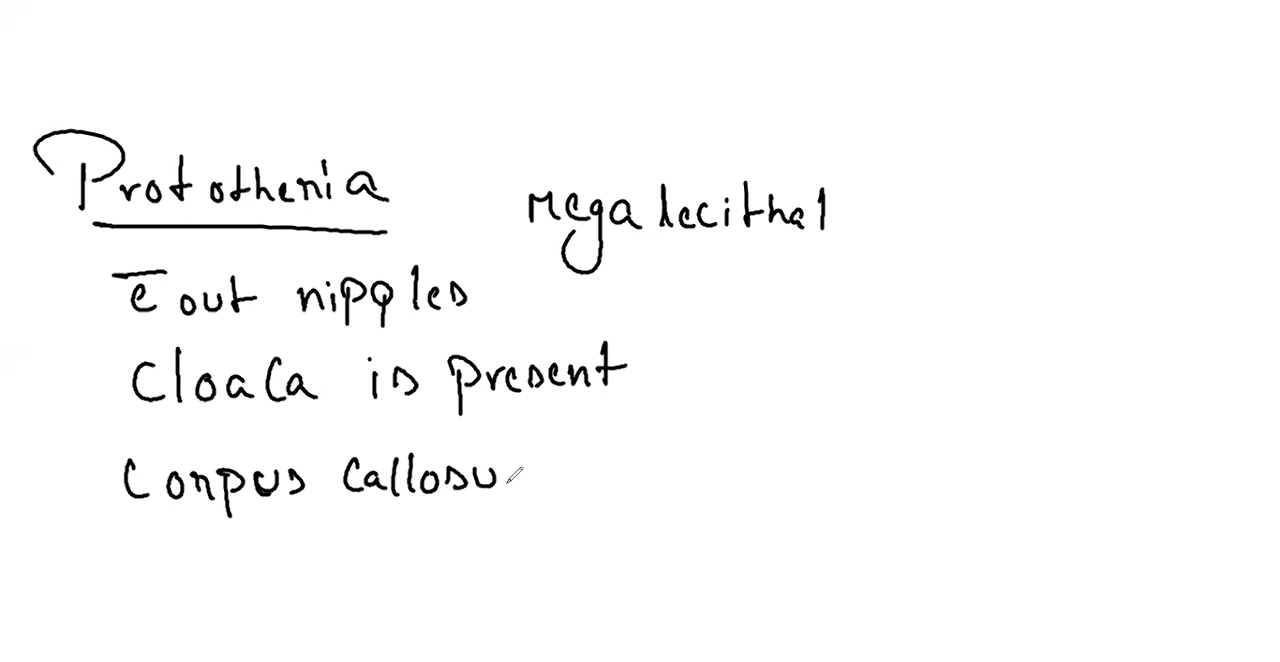 Protothenia
Megalecithal
c̅ out nipples
Cloaca is present
Corpus Callosu